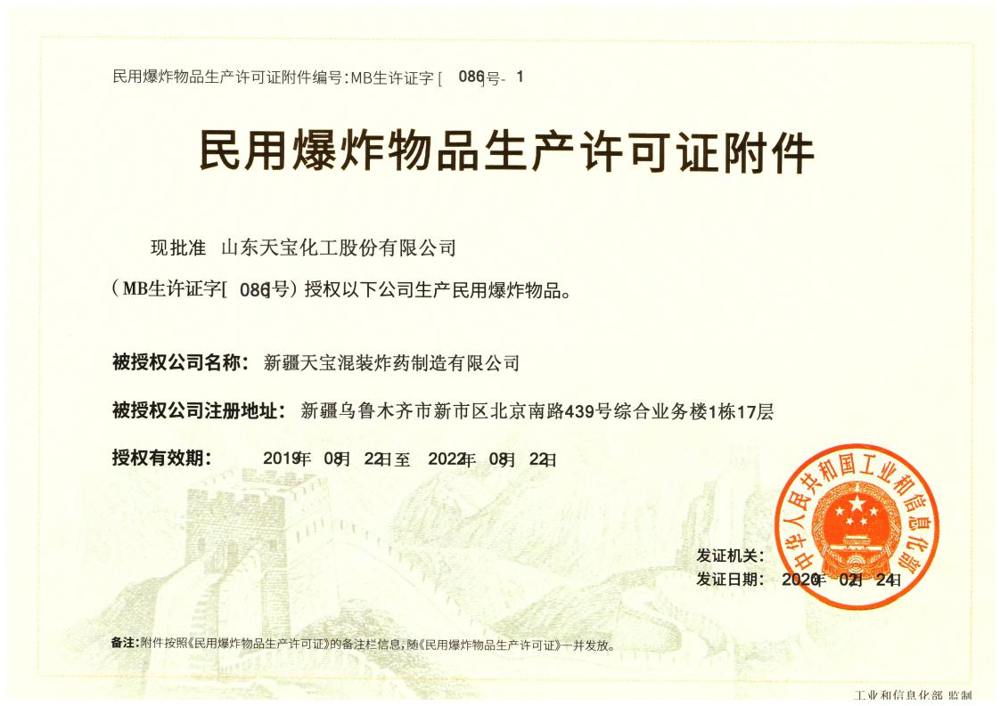 民用爆炸物品生产许可证附件编号:MB生许证字[ 086]号- 1
民用爆炸物品生产许可证附件
现批准 山东天宝化工股份有限公司
(MB生许证字[ 086]号) 授权以下公司生产民用爆炸物品。
被授权公司名称: 新疆天宝混装炸药制造有限公司
被授权公司注册地址: 新疆乌鲁木齐市新市区北京南路439号综合业务楼1栋17层
授权有效期: 2019年 08月 22日至 2022年 08月 22日
中华人民共和国工业和信息化部
发证机关:
发证日期: 2020年 02月 24日
备注:附件按照《民用爆炸物品生产许可证》的备注栏信息,随《民用爆炸物品生产许可证》一并发放。
工业和信息化部 监制